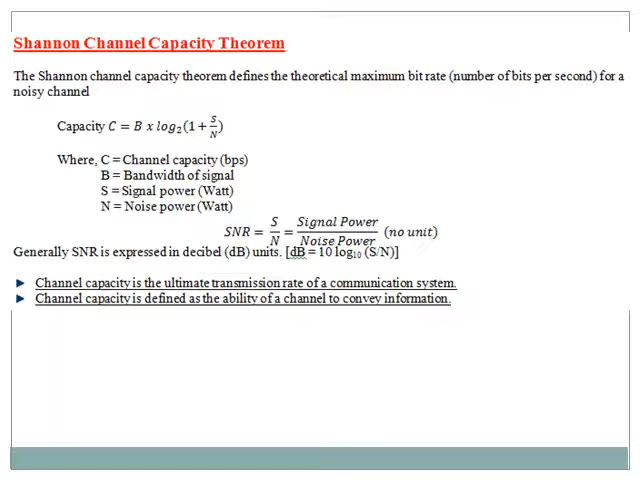 Shannon Channel Capacity Theorem
The Shannon channel capacity theorem defines the theoretical maximum bit rate (number of bits per second) for a
noisy channel
Capacity C = B x log₂(1 + S/N)
Where, C = Channel capacity (bps)
B = Bandwidth of signal
S = Signal power (Watt)
N = Noise power (Watt)
SNR = S/N = Signal Power/Noise Power (no unit)
Generally SNR is expressed in decibel (dB) units. [dB = 10 log₁₀ (S/N)]
► Channel capacity is the ultimate transmission rate of a communication system.
► Channel capacity is defined as the ability of a channel to convey information.